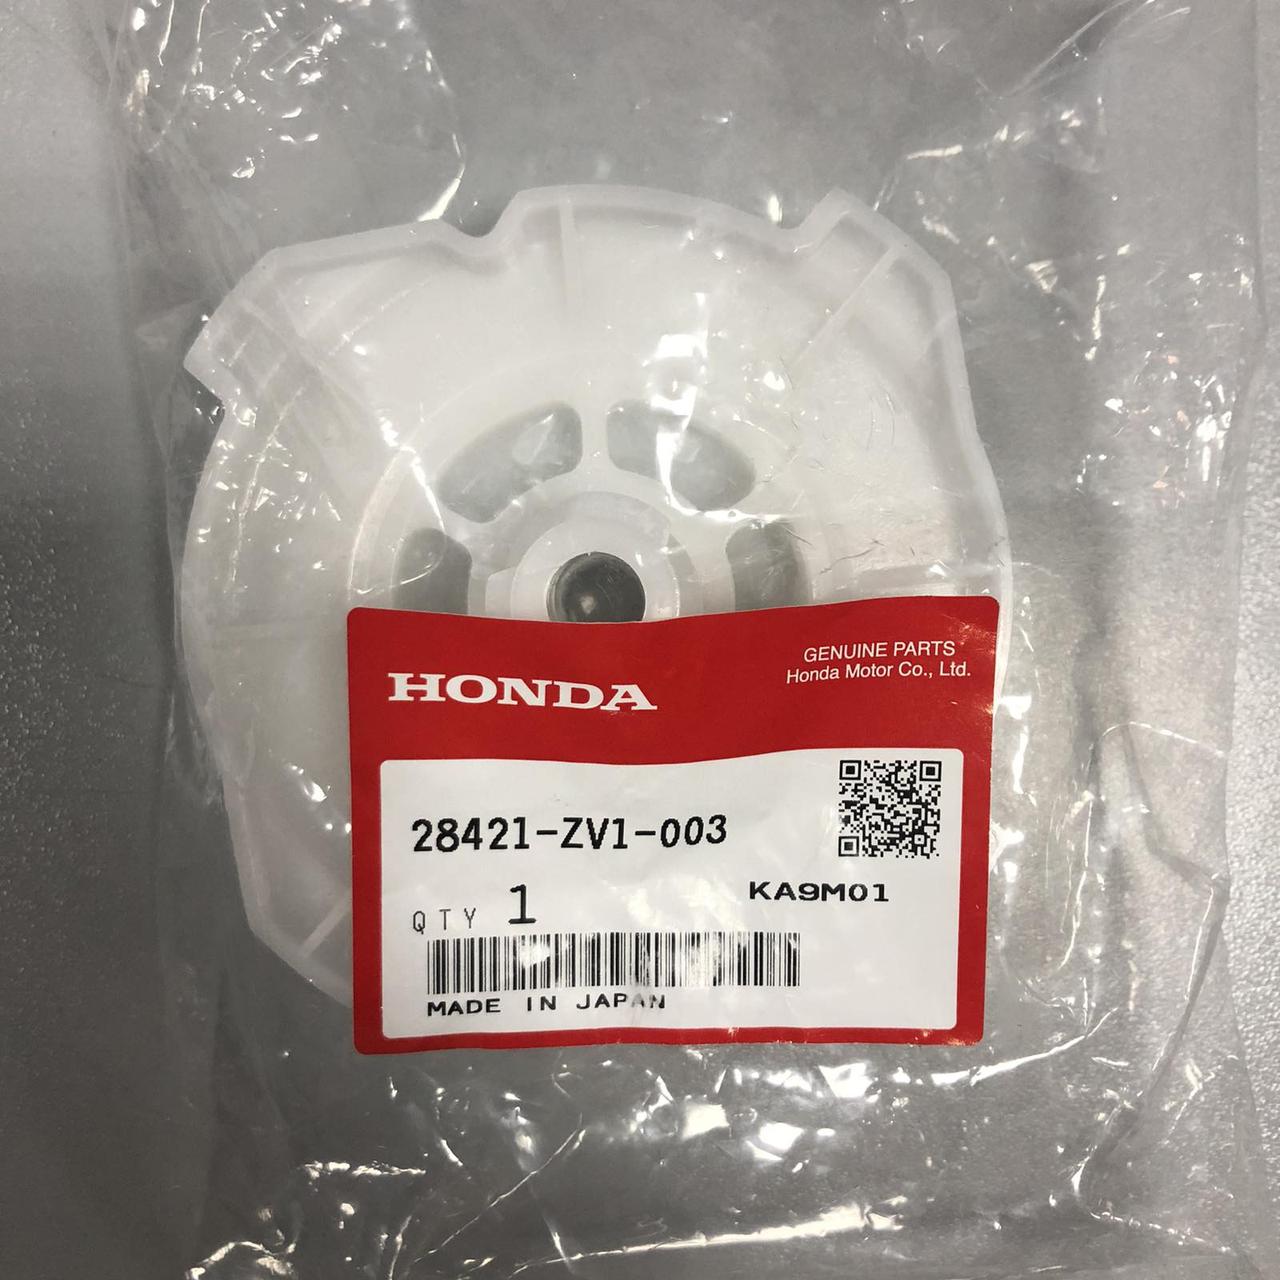 HONDA
GENUINE PARTS
Honda Motor Co., Ltd.
28421-ZV1-003
KA9M01
QTY 1
MADE IN JAPAN